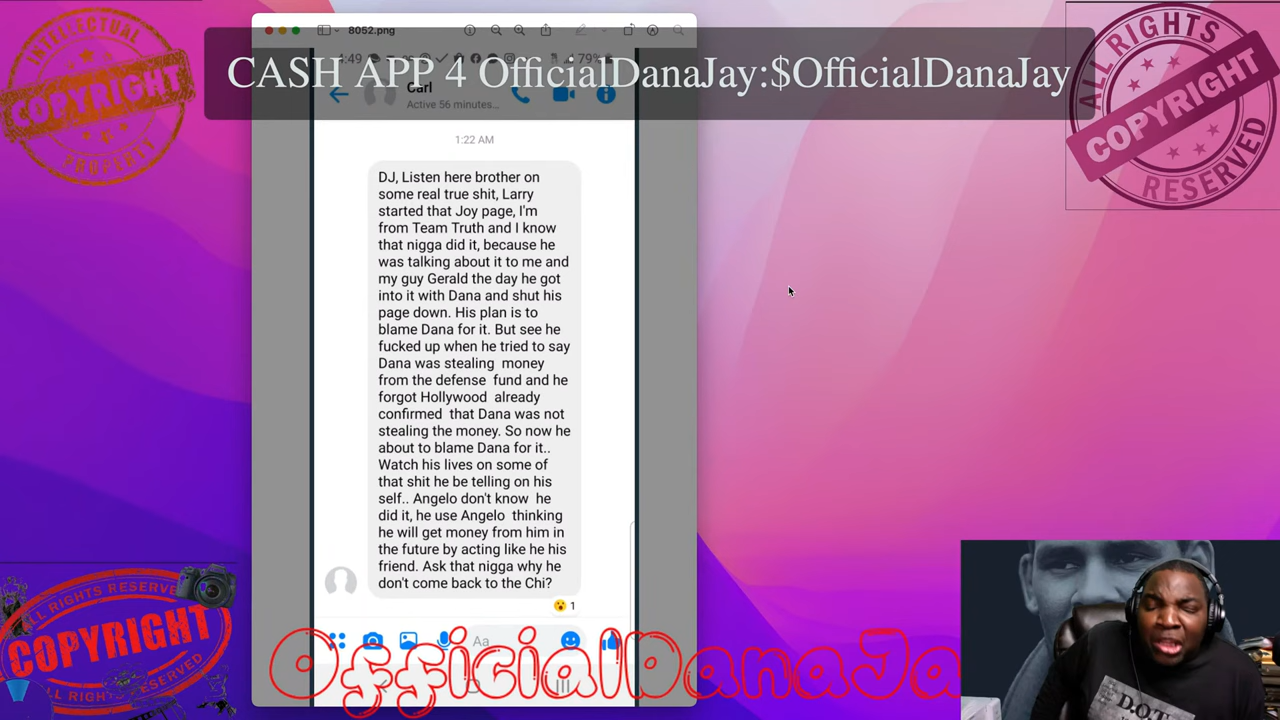 8052.png
CASH APP 4 OfficialDanaJay:$OfficialDanaJay
4:49
79%
Carl
Active 56 minutes...
1:22 AM
DJ, Listen here brother on
some real true shit, Larry
started that Joy page, I'm
from Team Truth and I know
that nigga did it, because he
was talking about it to me and
my guy Gerald the day he got
into it with Dana and shut his
page down. His plan is to
blame Dana for it. But see he
fucked up when he tried to say
Dana was stealing money
from the defense fund and he
forgot Hollywood already
confirmed that Dana was not
stealing the money. So now he
about to blame Dana for it..
Watch his lives on some of
that shit he be telling on his
self.. Angelo don't know he
did it, he use Angelo thinking
he will get money from him in
the future by acting like he his
friend. Ask that nigga why he
don't come back to the Chi?
1
Aa
OfficialDanaJa
INTELLECTUAL
COPYRIGHT
PROPERTY
ALL RIGHTS
COPYRIGHT
RESERVED
ALL RIGHTS RESERVED
COPYRIGHT
ALL RIGHTS RESERVED
D.O.T